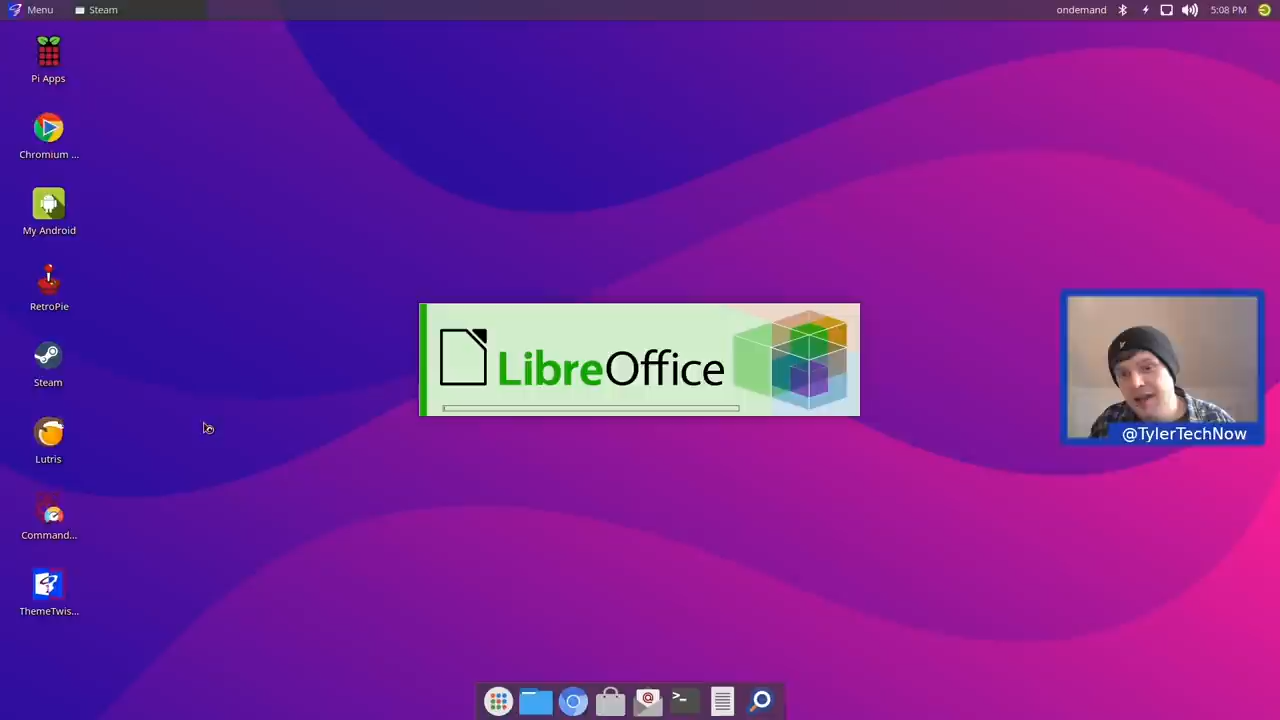 Menu
Steam
ondemand
5:08 PM
Pi Apps
Chromium ...
My Android
RetroPie
Steam
Lutris
Command...
ThemeTwis...
LibreOffice
@TylerTechNow